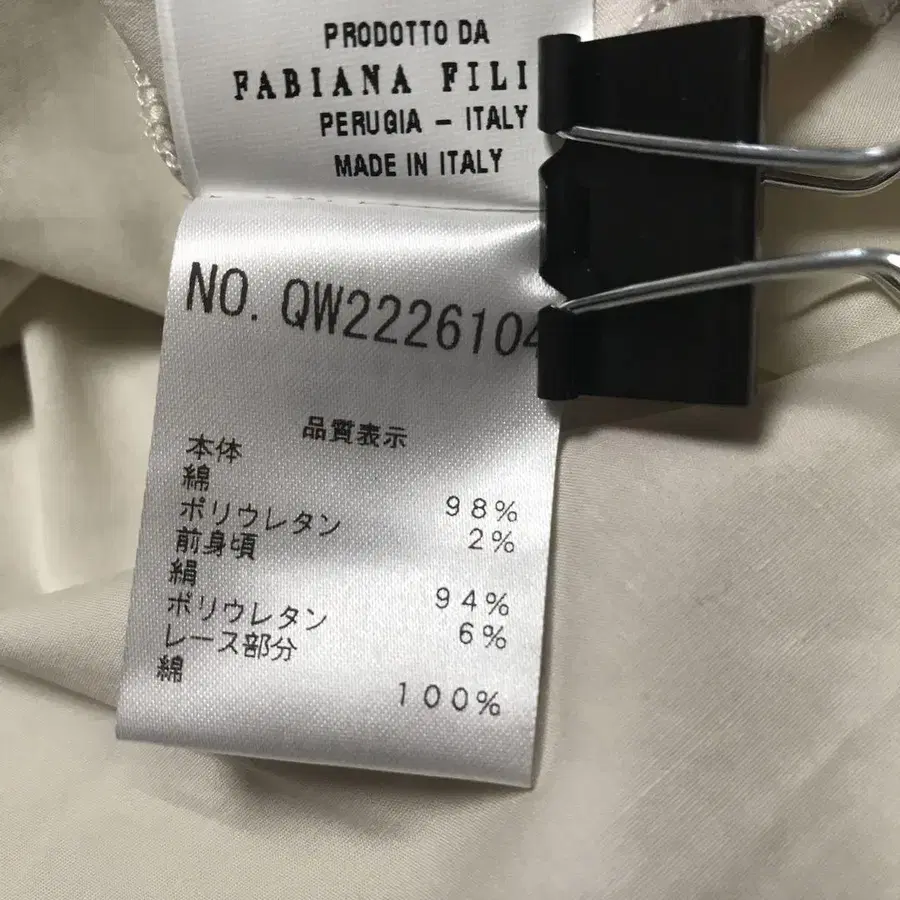 PRODOTTO DA
FABIANA FILI
PERUGIA – ITALY
MADE IN ITALY
NO. QW2226104
品質表示
本体
綿 98%
ポリウレタン 2%
前身頃
絹 94%
ポリウレタン 6%
レース部分
綿 100%